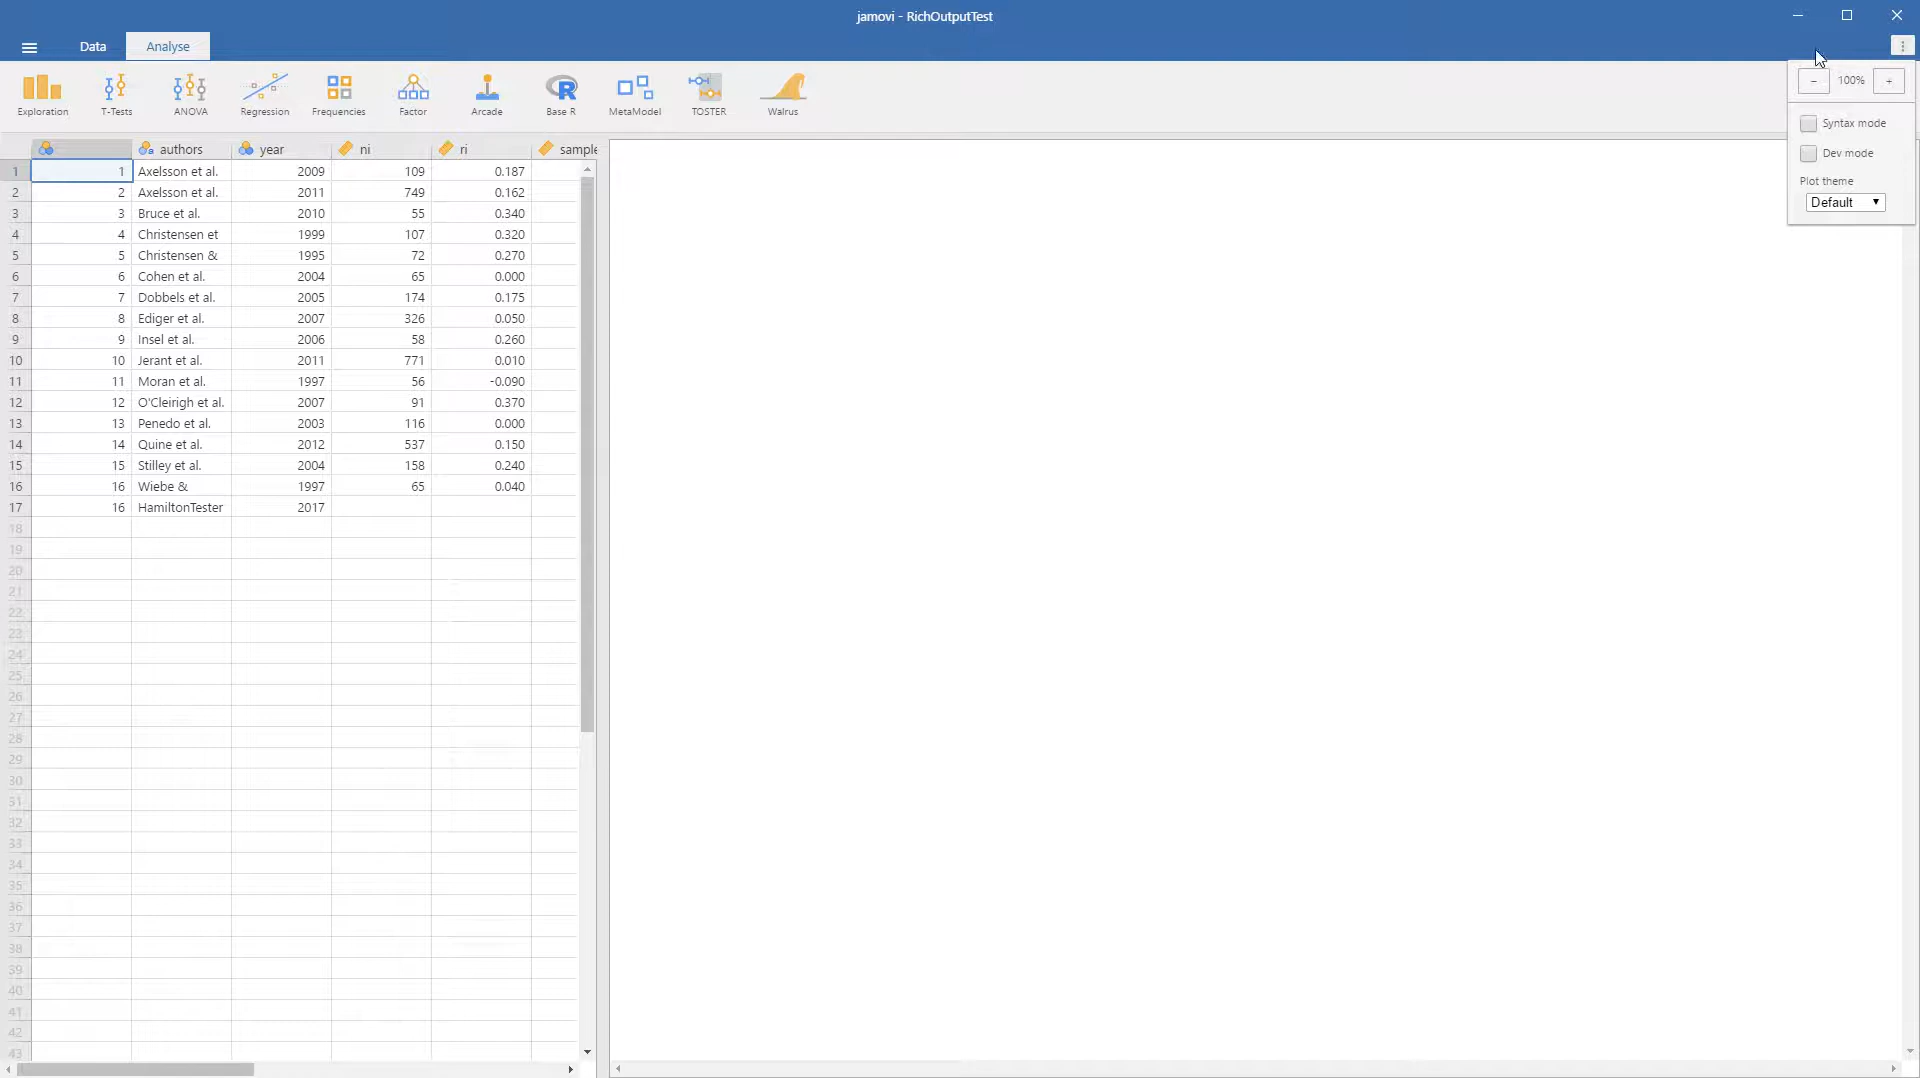 jamovi - RichOutputTest
Data Analyse
Exploration T-Tests ANOVA Regression Frequencies Factor Arcade Base R MetaModel TOSTER Walrus
− 100% +
Syntax mode
Dev mode
Plot theme
Default
authors year ni ri sample
1 1 Axelsson et al. 2009 109 0.187
2 2 Axelsson et al. 2011 749 0.162
3 3 Bruce et al. 2010 55 0.340
4 4 Christensen et 1999 107 0.320
5 5 Christensen & 1995 72 0.270
6 6 Cohen et al. 2004 65 0.000
7 7 Dobbels et al. 2005 174 0.175
8 8 Ediger et al. 2007 326 0.050
9 9 Insel et al. 2006 58 0.260
10 10 Jerant et al. 2011 771 0.010
11 11 Moran et al. 1997 56 -0.090
12 12 O'Cleirigh et al. 2007 91 0.370
13 13 Penedo et al. 2003 116 0.000
14 14 Quine et al. 2012 537 0.150
15 15 Stilley et al. 2004 158 0.240
16 16 Wiebe & 1997 65 0.040
17 16 HamiltonTester 2017
18
19
20
21
22
23
24
25
26
27
28
29
30
31
32
33
34
35
36
37
38
39
40
41
42
43